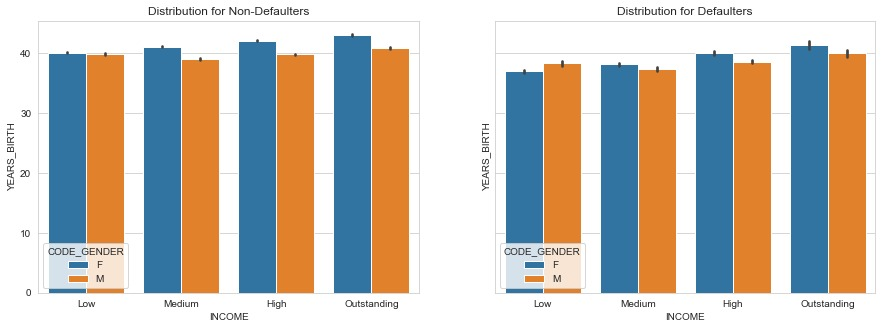 Distribution for Non-Defaulters
YEARS_BIRTH
40
30
20
10
0
CODE_GENDER
F
M
Low Medium High Outstanding
INCOME
Distribution for Defaulters
YEARS_BIRTH
CODE_GENDER
F
M
Low Medium High Outstanding
INCOME